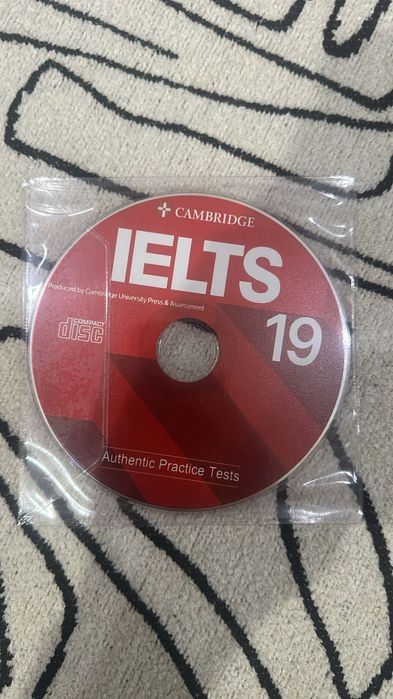 CAMBRIDGE
IELTS
Produced by Cambridge University Press & Assessment
19
COMPACT
disc
Authentic Practice Tests